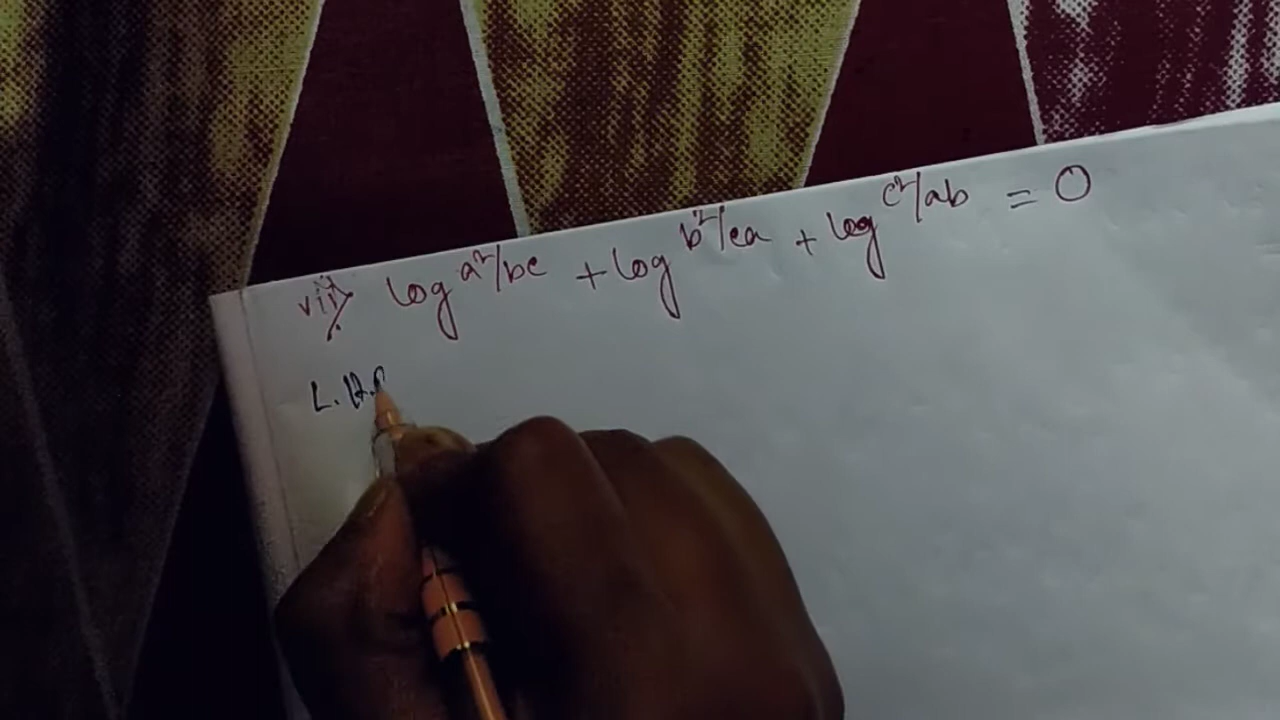 vii) log a²/bc + log b²/ca + log c²/ab = 0
L.H.S